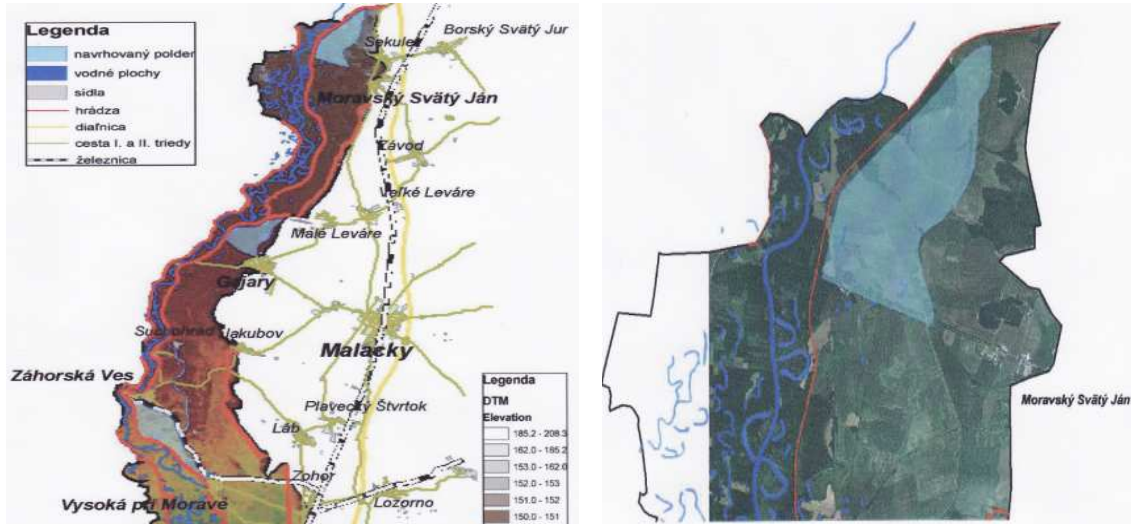 Legenda
navrhovaný polder
vodné plochy
sídla
hrádza
diaľnica
cesta I. a II. triedy
železnica
Borský Svätý Jur
Sekule
Moravský Svätý Ján
Závod
Veľké Leváre
Malé Leváre
Gajary
Suchohrad
Jakubov
Malacky
Záhorská Ves
Plavecký Štvrtok
Láb
Zohor
Vysoká pri Morave
Lozorno
Legenda
DTM
Elevation
185.2 - 208.3
162.0 - 185.2
153.0 - 162.0
152.0 - 153
151.0 - 152
150.0 - 151
Moravský Svätý Ján